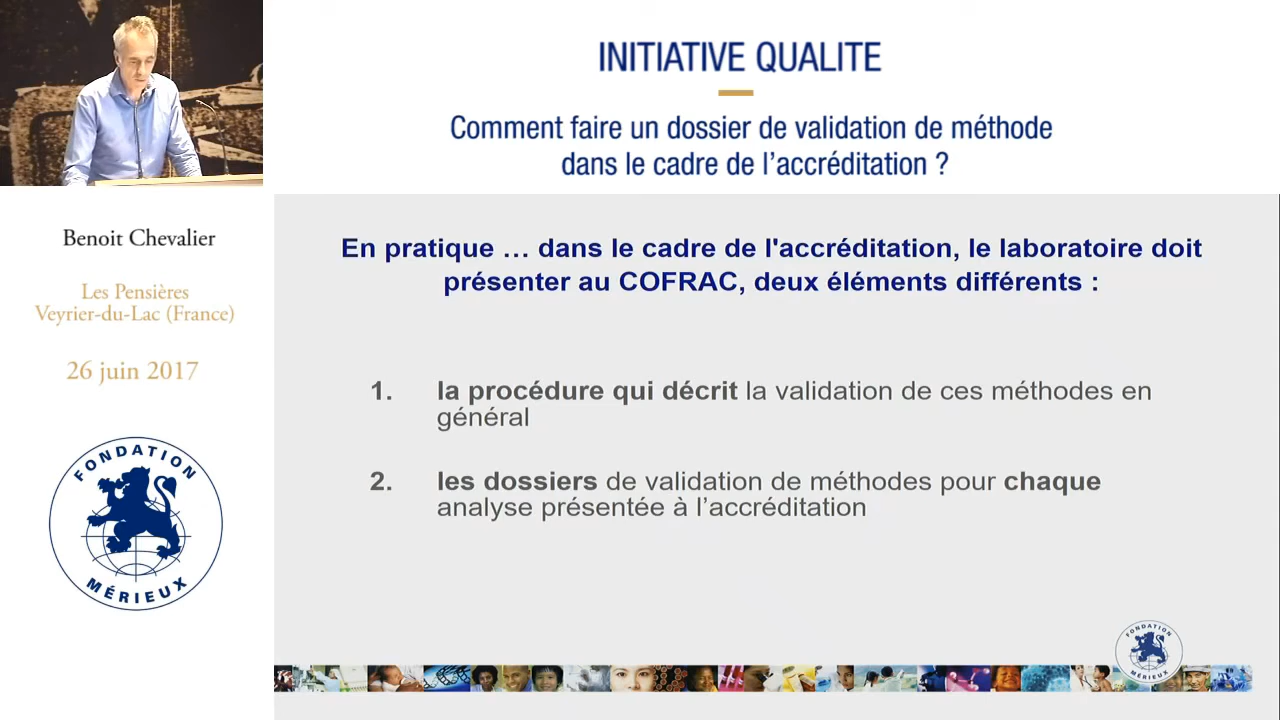 INITIATIVE QUALITE
Comment faire un dossier de validation de méthode
dans le cadre de l'accréditation ?
Benoit Chevalier
Les Pensières
Veyrier-du-Lac (France)
26 juin 2017
FONDATION
MÉRIEUX
En pratique … dans le cadre de l'accréditation, le laboratoire doit
présenter au COFRAC, deux éléments différents :
1. la procédure qui décrit la validation de ces méthodes en
général
2. les dossiers de validation de méthodes pour chaque
analyse présentée à l’accréditation
FONDATION
MÉRIEUX